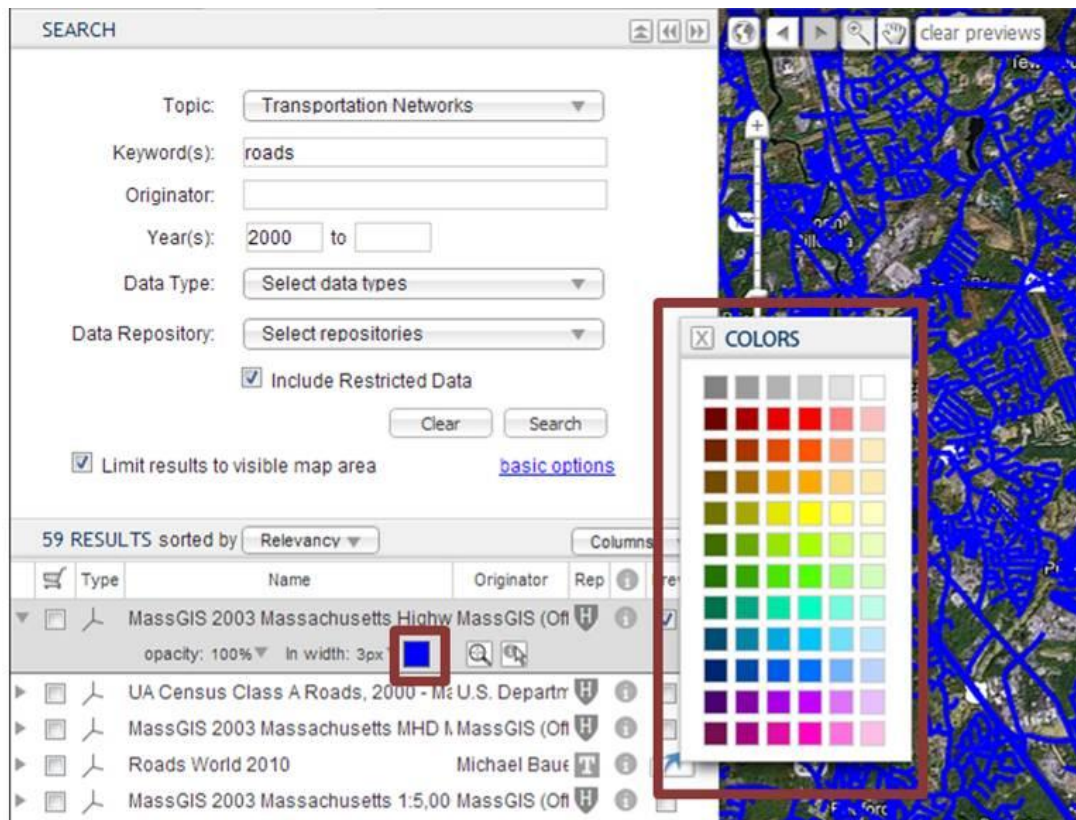 SEARCH
clear previews
Topic: Transportation Networks
Keyword(s): roads
Originator:
Year(s): 2000 to
Data Type: Select data types
Data Repository: Select repositories
Include Restricted Data
Clear Search
Limit results to visible map area basic options
X COLORS
59 RESULTS sorted by Relevancy Columns
Type Name Originator Rep
MassGIS 2003 Massachusetts Highw MassGIS (Off H
opacity: 100% ln width: 3px
UA Census Class A Roads, 2000 - Ma U.S. Departm H
MassGIS 2003 Massachusetts MHD MassGIS (Off H
Roads World 2010 Michael Baue T
MassGIS 2003 Massachusetts 1:5,00 MassGIS (Off H